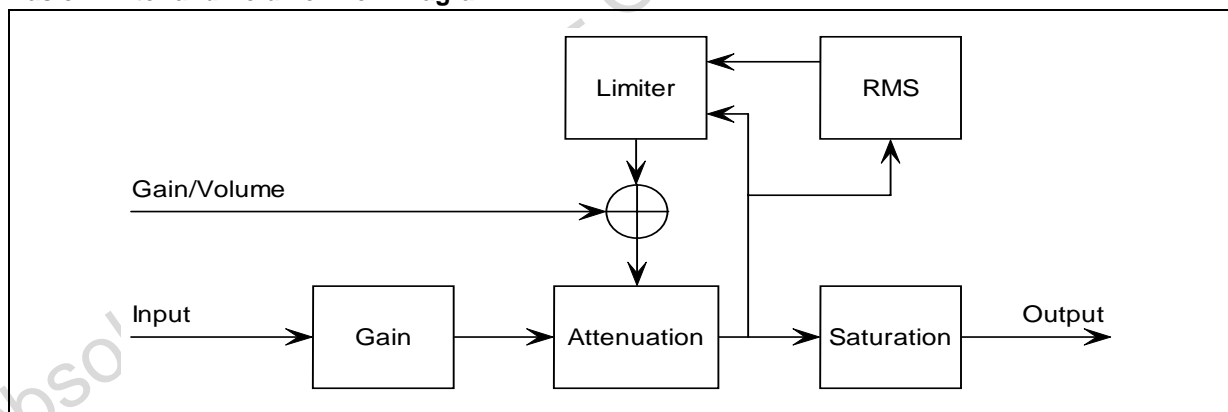 Limiter
RMS
Gain/Volume
Input
Gain
Attenuation
Saturation
Output